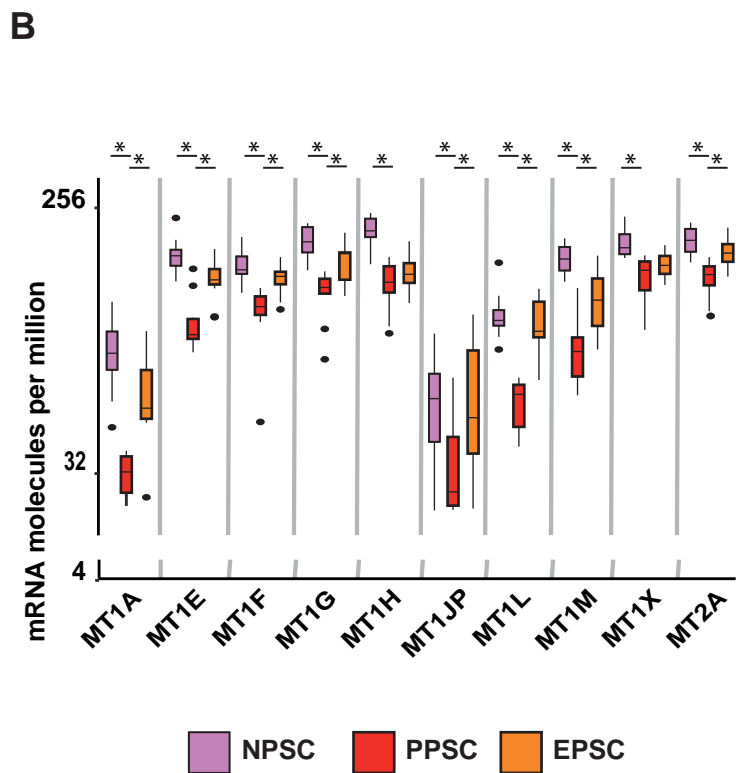 B
* * * * * * * * * * * * * * * * * *
256
32
4
mRNA molecules per million
MT1A MT1E MT1F MT1G MT1H MT1JP MT1L MT1M MT1X MT2A
NPSC PPSC EPSC